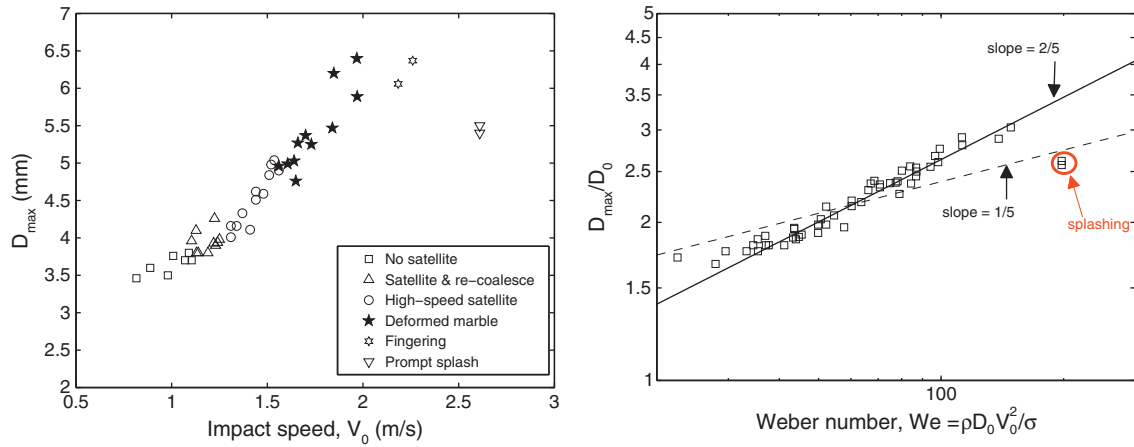 7
6.5
6
5.5
5
4.5
4
3.5
3
2.5
2
0.5
1
1.5
2
2.5
3
D_max (mm)
Impact speed, V_0 (m/s)
No satellite
Satellite & re−coalesce
High−speed satellite
Deformed marble
Fingering
Prompt splash
5
4.5
4
3.5
3
2.5
2
1.5
1
100
D_max/D_0
Weber number, We =ρD_0V_0^2/σ
slope = 2/5
slope = 1/5
splashing